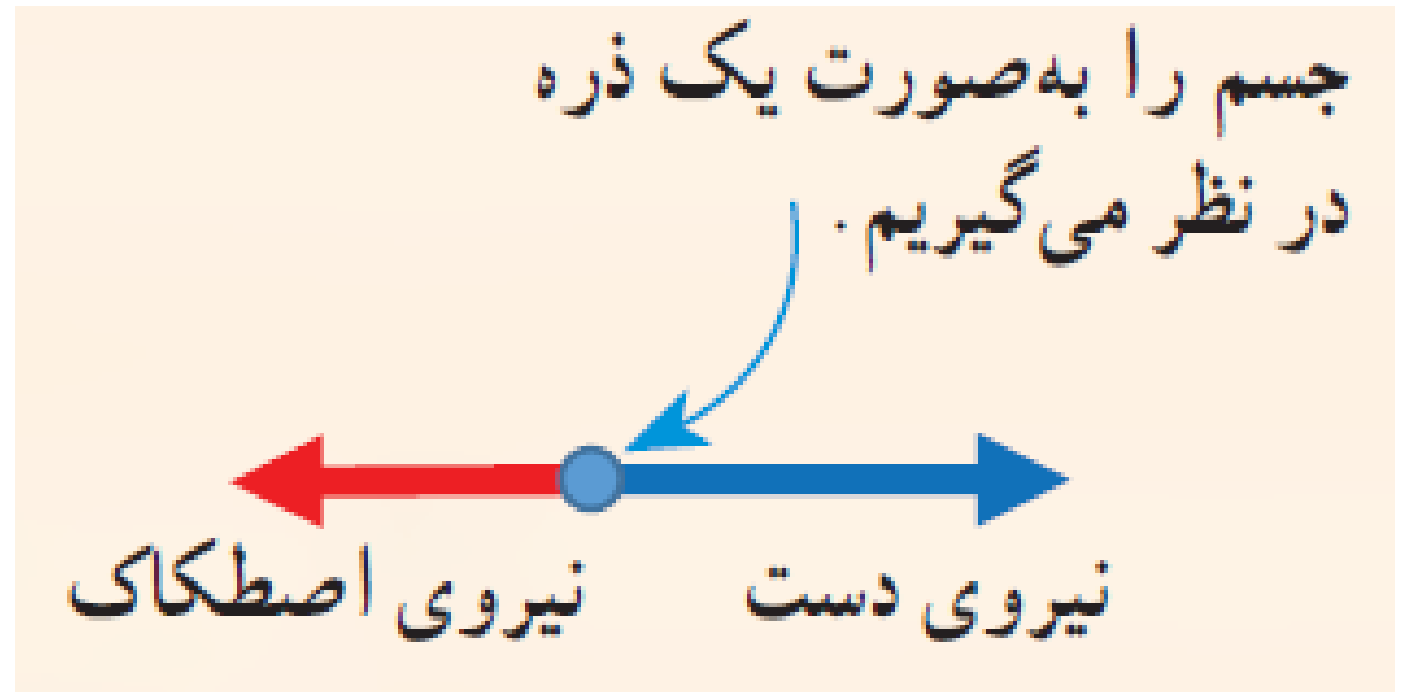 جسم را به‌صورت یک ذره
در نظر می‌گیریم.
نیروی دست
نیروی اصطکاک